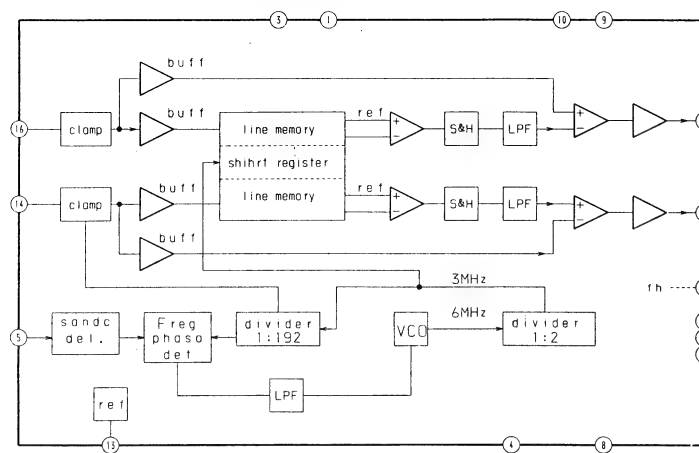 3 1 10 9
buff
buff
16 clamp
line memory
ref
+
-
S&H
LPF
+
-
shihrt register
14 clamp
buff
line memory
ref
+
-
S&H
LPF
+
-
buff
3MHz
fh
6MHz
5
sandc
del.
Freg
phaso
det
divider
1:192
VCO
divider
1:2
LPF
ref
13 4 8